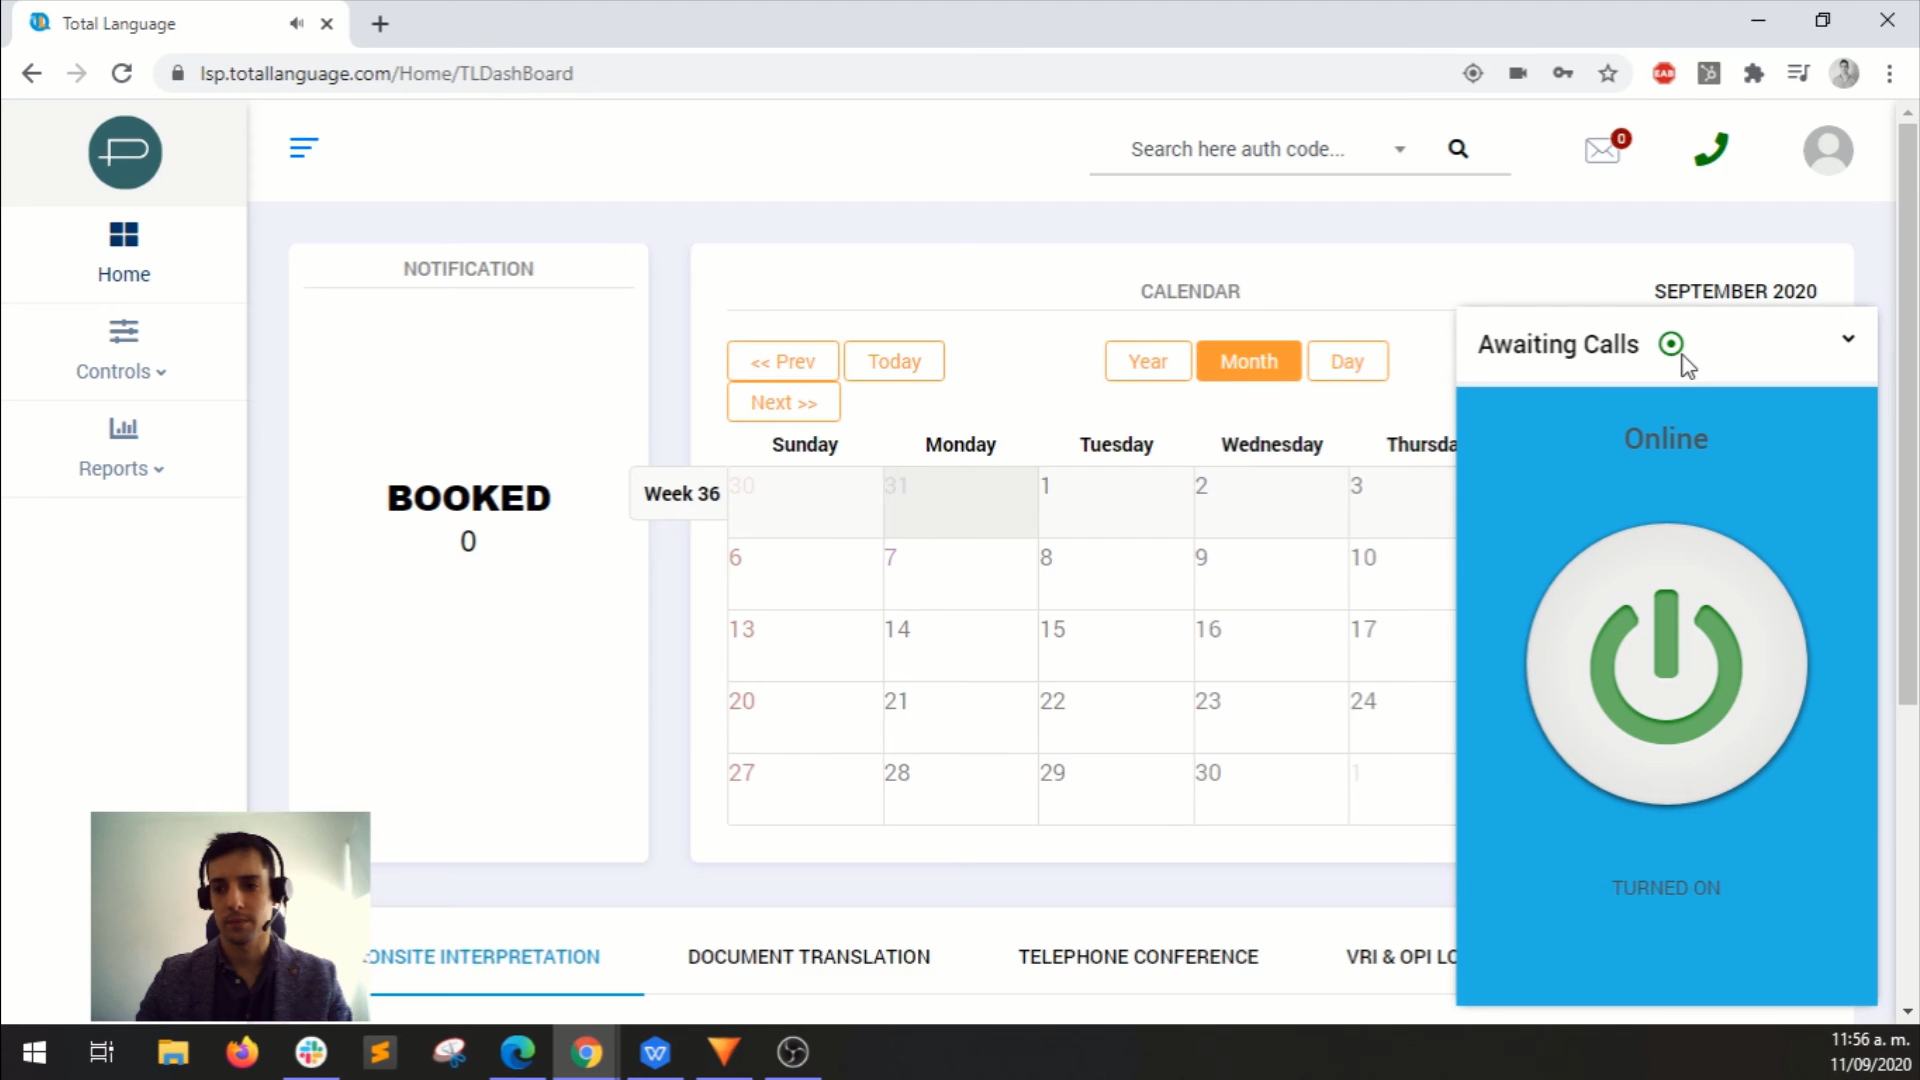 Total Language
lsp.totallanguage.com/Home/TLDashBoard
EAB
Search here auth code...
0
Home
Controls
Reports
NOTIFICATION
BOOKED
0
CALENDAR
SEPTEMBER 2020
<< Prev
Today
Year
Month
Day
Next >>
Sunday
Monday
Tuesday
Wednesday
Thursda
Week 36
30
31
1
2
3
6
7
8
9
10
13
14
15
16
17
20
21
22
23
24
27
28
29
30
1
Awaiting Calls
Online
TURNED ON
ONSITE INTERPRETATION
DOCUMENT TRANSLATION
TELEPHONE CONFERENCE
VRI & OPI LO
11:56 a. m.
11/09/2020